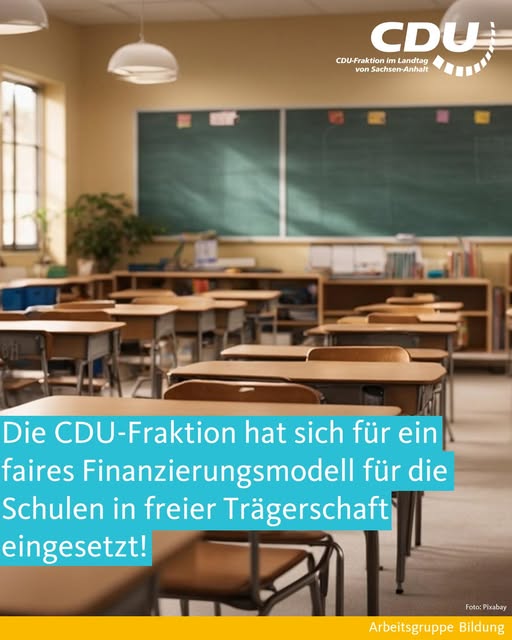 CDU
CDU-Fraktion im Landtag
von Sachsen-Anhalt
Die CDU-Fraktion hat sich für ein
faires Finanzierungsmodell für die
Schulen in freier Trägerschaft
eingesetzt!
Foto: Pixabay
Arbeitsgruppe Bildung